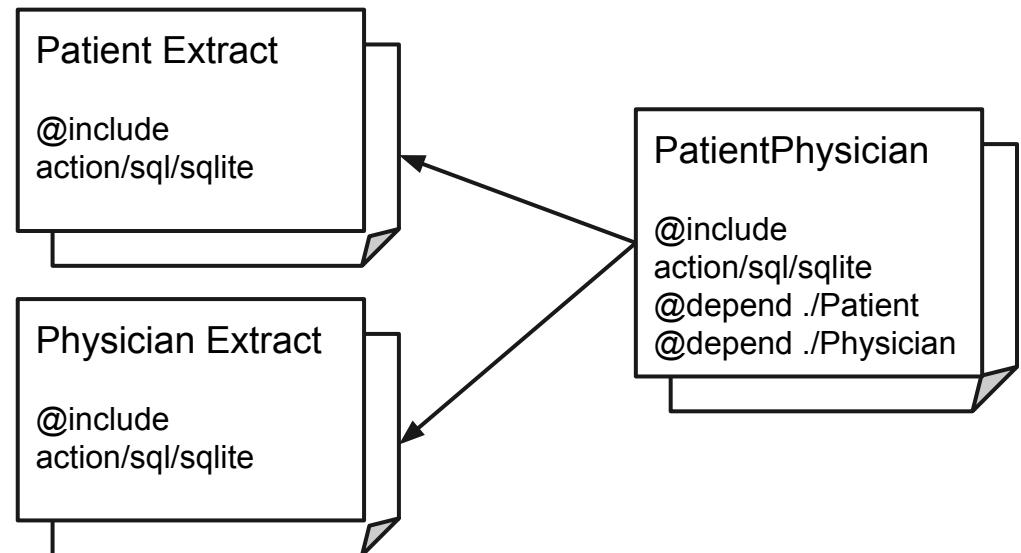 Patient Extract
@include
action/sql/sqlite
Physician Extract
@include
action/sql/sqlite
PatientPhysician
@include
action/sql/sqlite
@depend ./Patient
@depend ./Physician